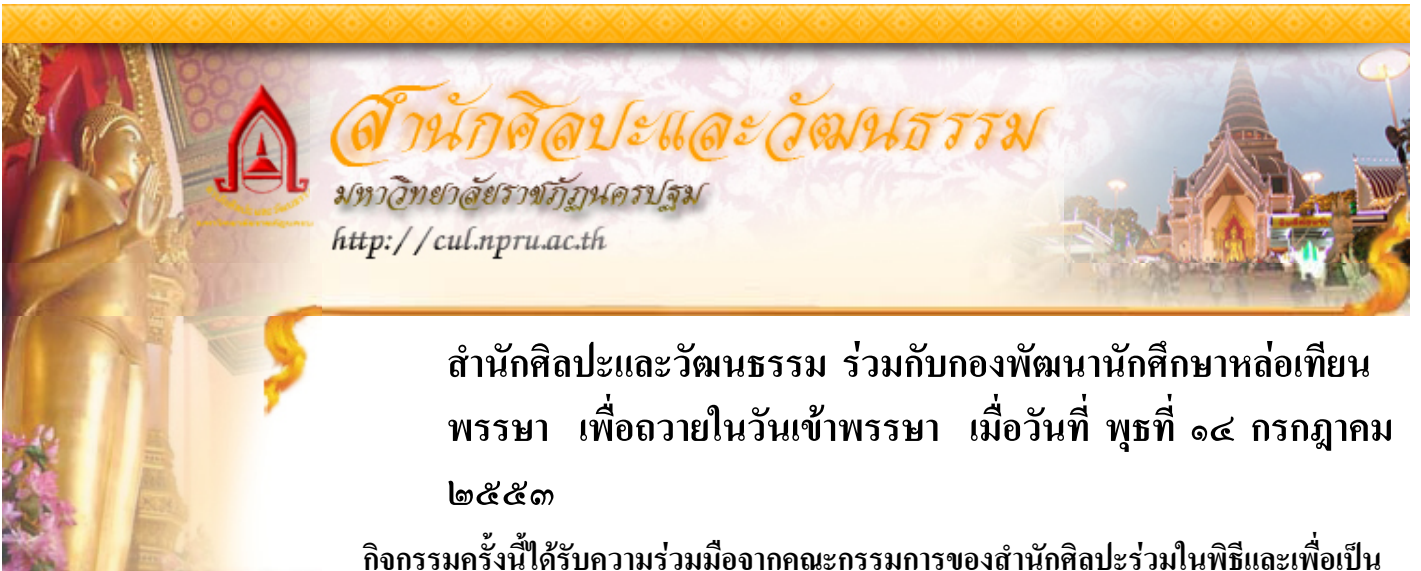 สำนักศิลปะและวัฒนธรรม
มหาวิทยาลัยราชภัฏนครปฐม
http://cul.npru.ac.th
สำนักศิลปะและวัฒนธรรม ร่วมกับกองพัฒนานักศึกษาหล่อเทียน
พรรษา เพื่อถวายในวันเข้าพรรษา เมื่อวันที่ พุธที่ ๑๔ กรกฎาคม
๒๕๕๓
กิจกรรมครั้งนี้ได้รับความร่วมมือจากคณะกรรมการของสำนักศิลปะร่วมในพิธีและเพื่อเป็น